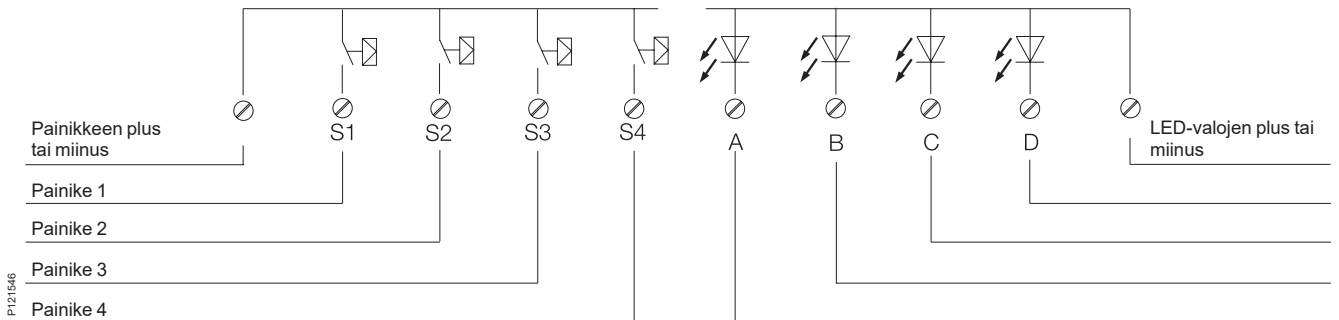 S1 S2 S3 S4 A B C D
Painikkeen plus
tai miinus
LED-valojen plus tai
miinus
Painike 1
Painike 2
Painike 3
Painike 4
P121546